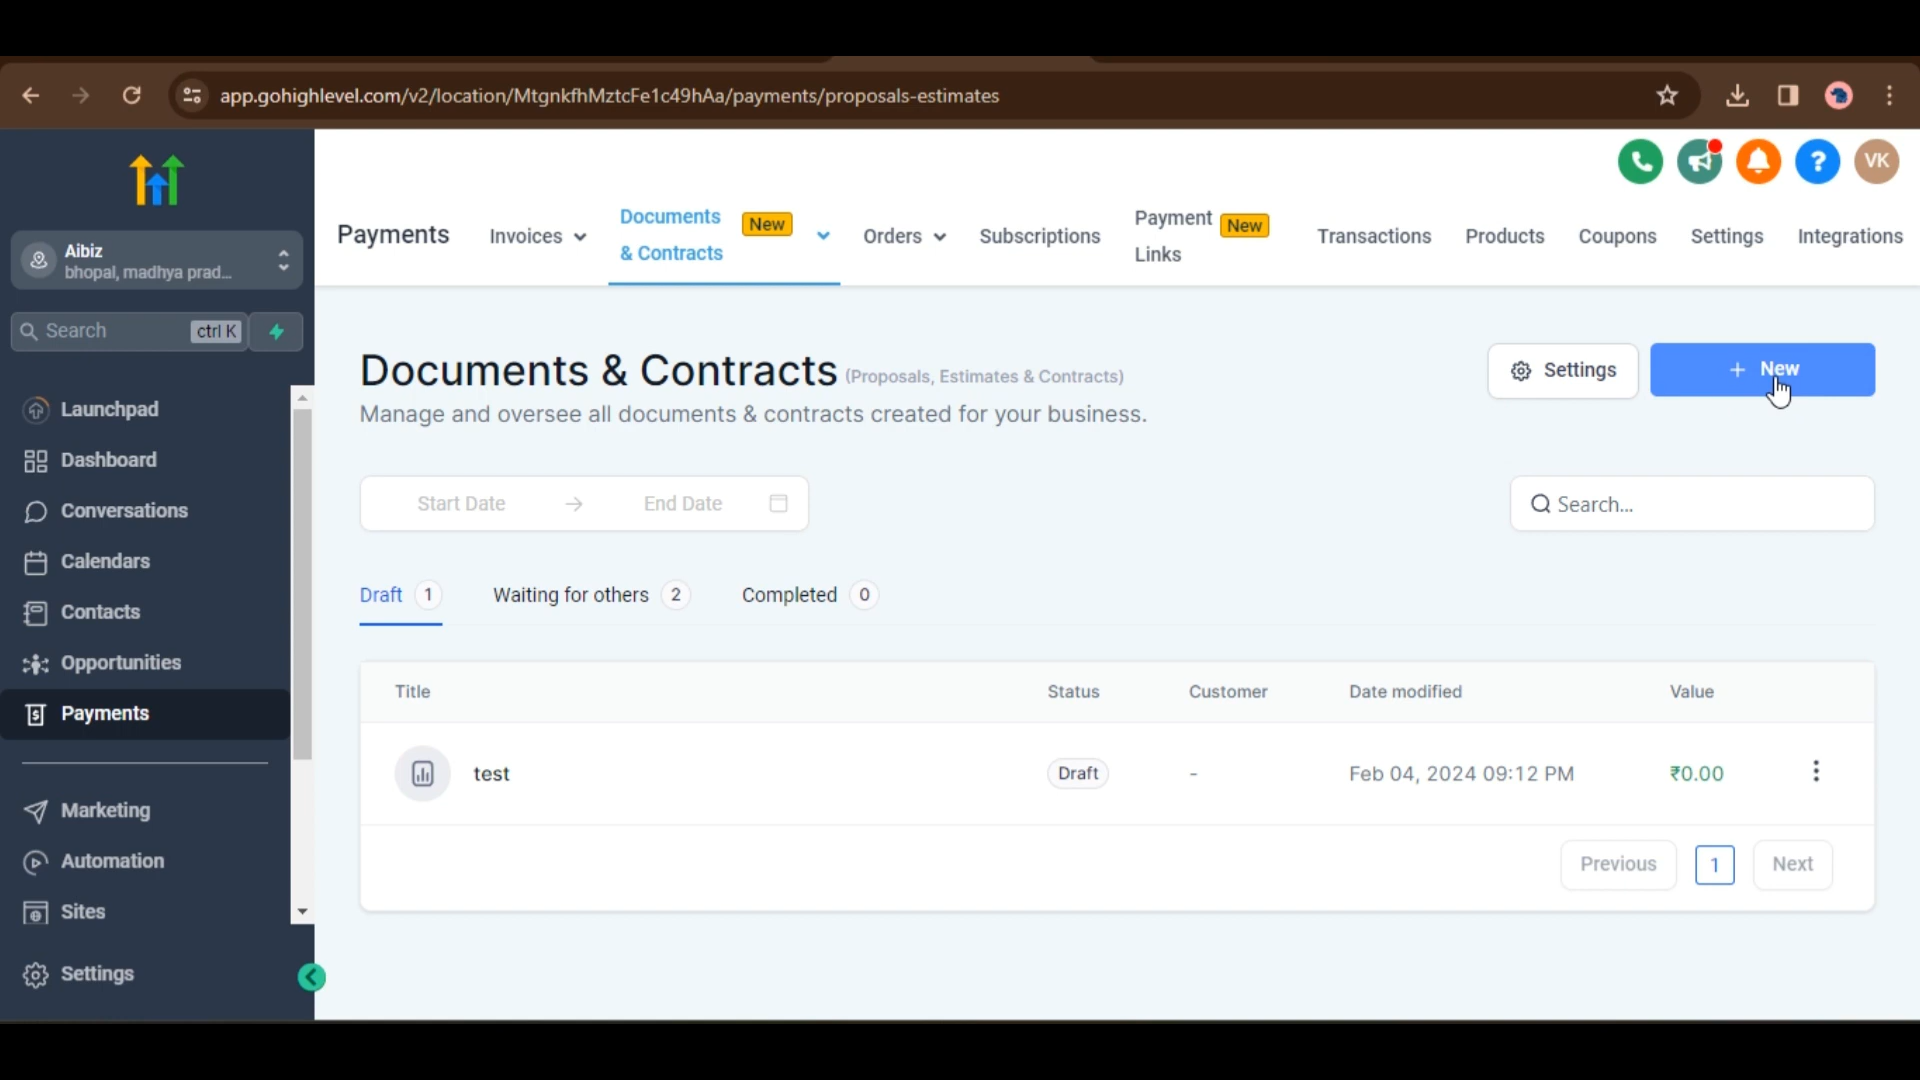 app.gohighlevel.com/v2/location/MtgnkfhMztcFe1c49hAa/payments/proposals-estimates
VK
Aibiz
bhopal, madhya prad...
Search ctrl K
Launchpad
Dashboard
Conversations
Calendars
Contacts
Opportunities
Payments
Marketing
Automation
Sites
Settings
Payments
Invoices
Documents
& Contracts
New
Orders
Subscriptions
Payment
Links
New
Transactions
Products
Coupons
Settings
Integrations
Documents & Contracts (Proposals, Estimates & Contracts)
Manage and oversee all documents & contracts created for your business.
Settings
+ New
Start Date → End Date
Search...
Draft 1 Waiting for others 2 Completed 0
Title Status Customer Date modified Value
test Draft - Feb 04, 2024 09:12 PM ₹0.00
Previous 1 Next